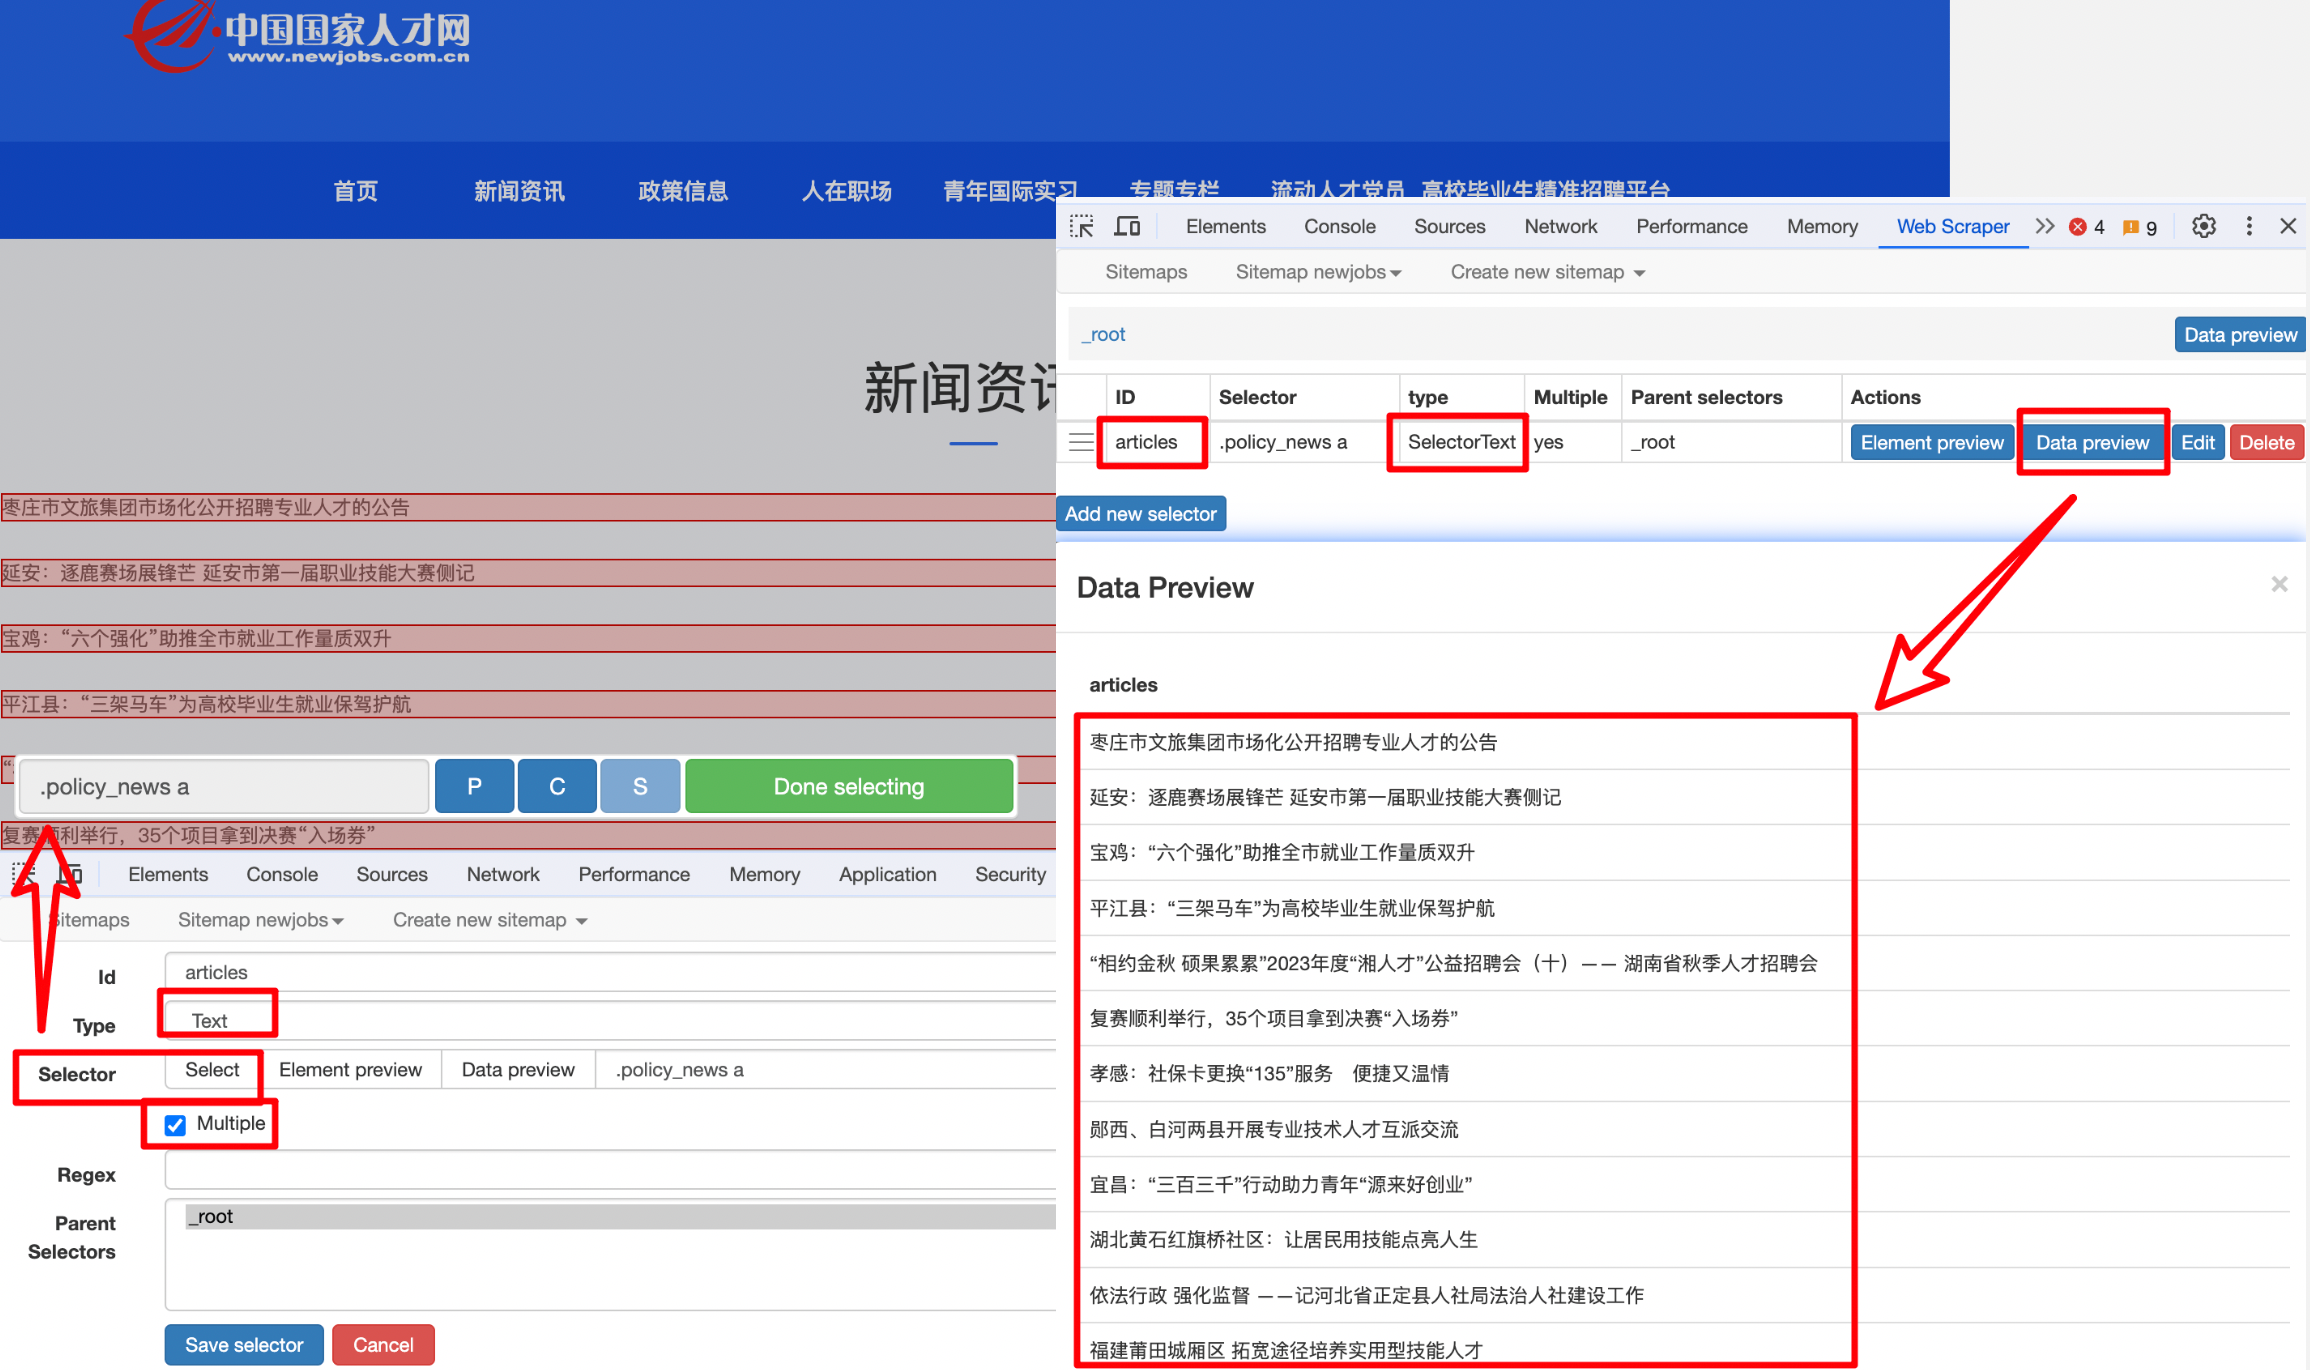 中国国家人才网
www.newjobs.com.cn
首页 新闻资讯 政策信息 人在职场 青年国际实习 专题专栏 流动人才党员 高校毕业生精准招聘平台
新闻资讯
枣庄市文旅集团市场化公开招聘专业人才的公告
延安：逐鹿赛场展锋芒 延安市第一届职业技能大赛侧记
宝鸡：“六个强化”助推全市就业工作量质双升
平江县：“三架马车”为高校毕业生就业保驾护航
.policy_news a P C S Done selecting
复赛顺利举行，35个项目拿到决赛“入场券”
Elements Console Sources Network Performance Memory Application Security
Sitemaps Sitemap newjobs Create new sitemap
Id articles
Type Text
Selector Select Element preview Data preview .policy_news a
Multiple
Regex
Parent Selectors _root
Save selector Cancel
Elements Console Sources Network Performance Memory Web Scraper 4 9
Sitemaps Sitemap newjobs Create new sitemap
_root Data preview
ID Selector type Multiple Parent selectors Actions
articles .policy_news a SelectorText yes _root Element preview Data preview Edit Delete
Add new selector
Data Preview
articles
枣庄市文旅集团市场化公开招聘专业人才的公告
延安：逐鹿赛场展锋芒 延安市第一届职业技能大赛侧记
宝鸡：“六个强化”助推全市就业工作量质双升
平江县：“三架马车”为高校毕业生就业保驾护航
“相约金秋 硕果累累”2023年度“湘人才”公益招聘会（十）—— 湖南省秋季人才招聘会
复赛顺利举行，35个项目拿到决赛“入场券”
孝感：社保卡更换“135”服务　便捷又温情
郧西、白河两县开展专业技术人才互派交流
宜昌：“三百三千”行动助力青年“源来好创业”
湖北黄石红旗桥社区：让居民用技能点亮人生
依法行政 强化监督 ——记河北省正定县人社局法治人社建设工作
福建莆田城厢区 拓宽途径培养实用型技能人才